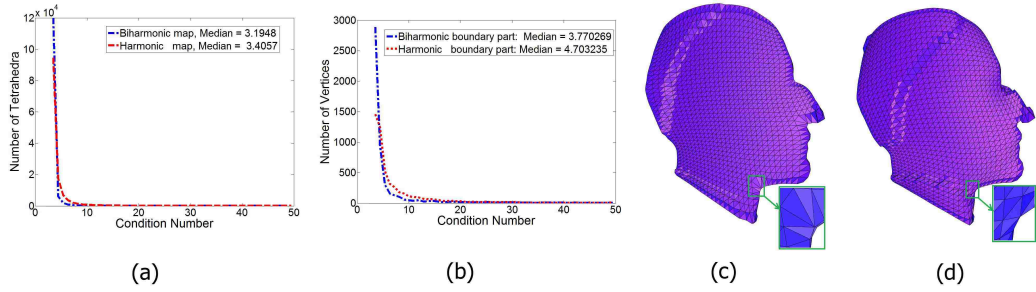 x 10⁴
12
10
8
6
4
2
0
0 10 20 30 40 50
Number of Tetrahedra
Condition Number
Biharmonic map, Median = 3.1948
Harmonic map, Median = 3.4057
(a)
3000
2500
2000
1500
1000
500
0
0 10 20 30 40 50
Number of Vertices
Condition Number
Biharmonic boundary part: Median = 3.770269
Harmonic boundary part: Median = 4.703235
(b)
(c)
(d)